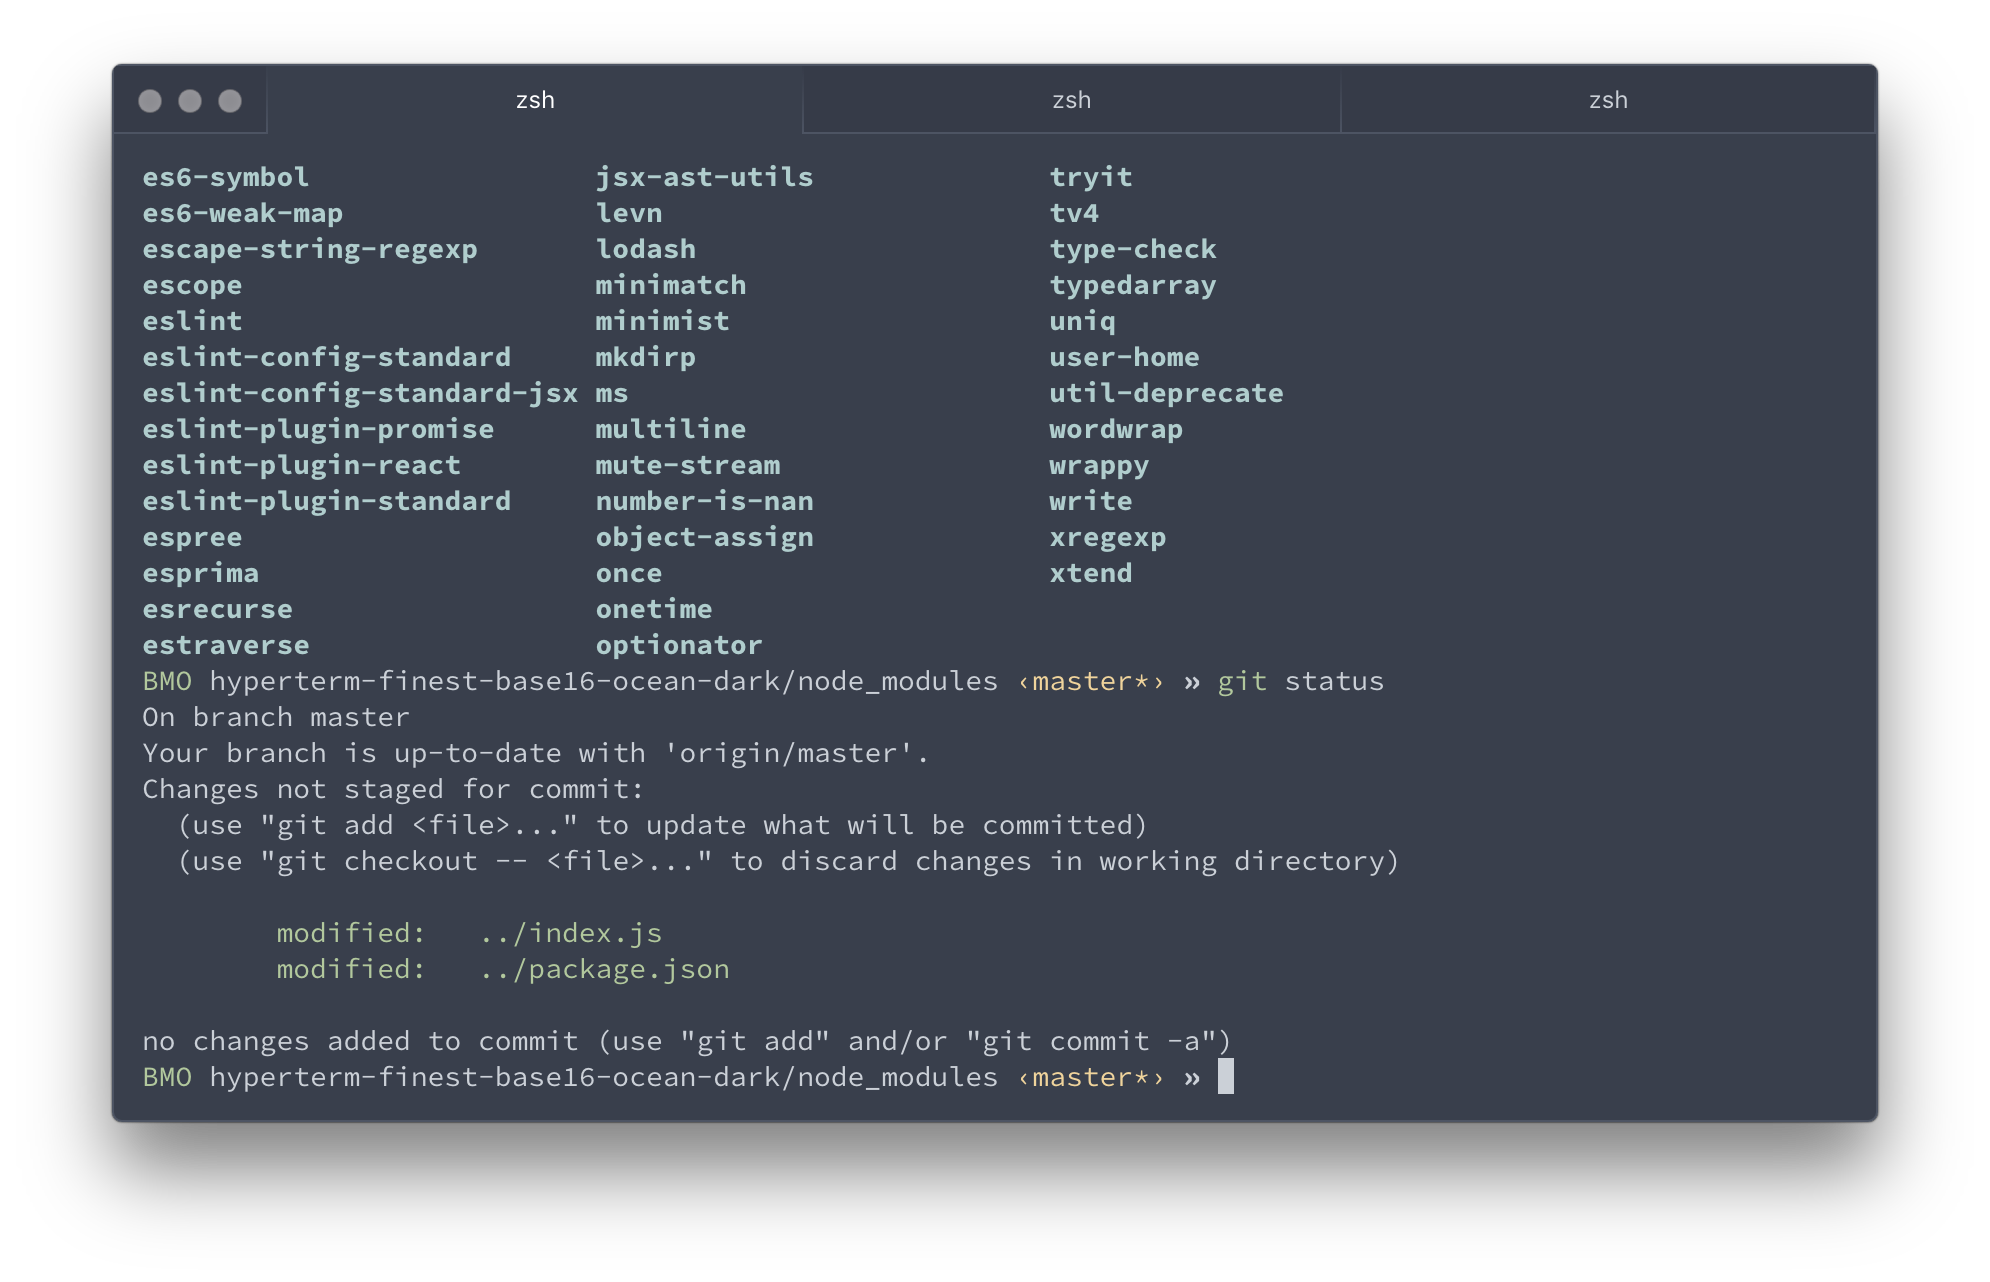 zsh zsh zsh
es6-symbol jsx-ast-utils tryit
es6-weak-map levn tv4
escape-string-regexp lodash type-check
escope minimatch typedarray
eslint minimist uniq
eslint-config-standard mkdirp user-home
eslint-config-standard-jsx ms util-deprecate
eslint-plugin-promise multiline wordwrap
eslint-plugin-react mute-stream wrappy
eslint-plugin-standard number-is-nan write
espree object-assign xregexp
esprima once xtend
esrecurse onetime
estraverse optionator
BMO hyperterm-finest-base16-ocean-dark/node_modules ‹master*› » git status
On branch master
Your branch is up-to-date with 'origin/master'.
Changes not staged for commit:
  (use "git add <file>..." to update what will be committed)
  (use "git checkout -- <file>..." to discard changes in working directory)
        modified:   ../index.js
        modified:   ../package.json
no changes added to commit (use "git add" and/or "git commit -a")
BMO hyperterm-finest-base16-ocean-dark/node_modules ‹master*› »